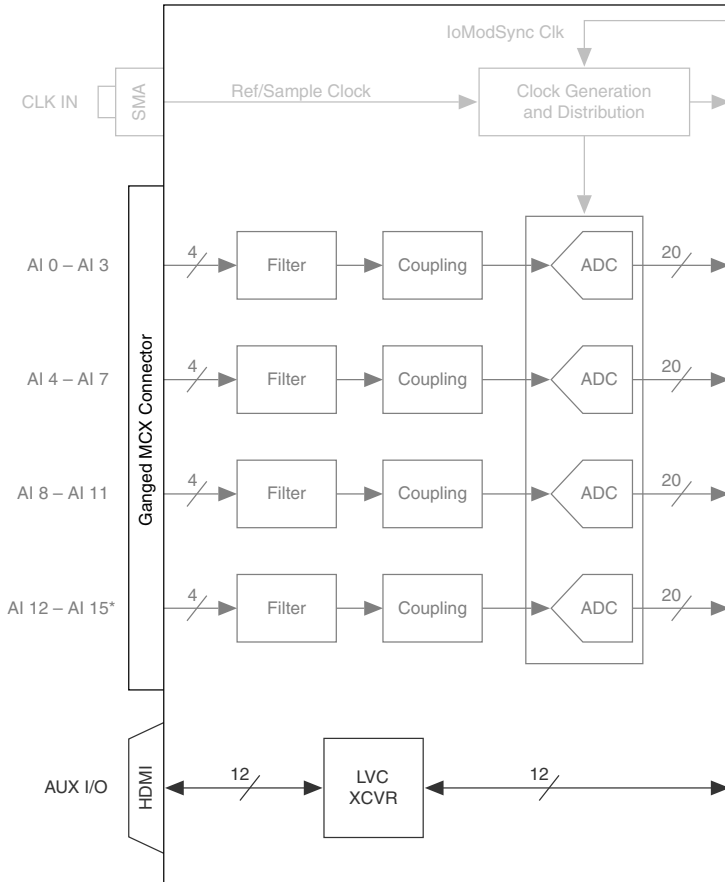 IoModSync Clk
CLK IN
SMA
Ref/Sample Clock
Clock Generation
and Distribution
AI 0 – AI 3
4
Filter
Coupling
ADC
20
AI 4 – AI 7
4
Filter
Coupling
ADC
20
Ganged MCX Connector
AI 8 – AI 11
4
Filter
Coupling
ADC
20
AI 12 – AI 15*
4
Filter
Coupling
ADC
20
AUX I/O
HDMI
12
LVC
XCVR
12